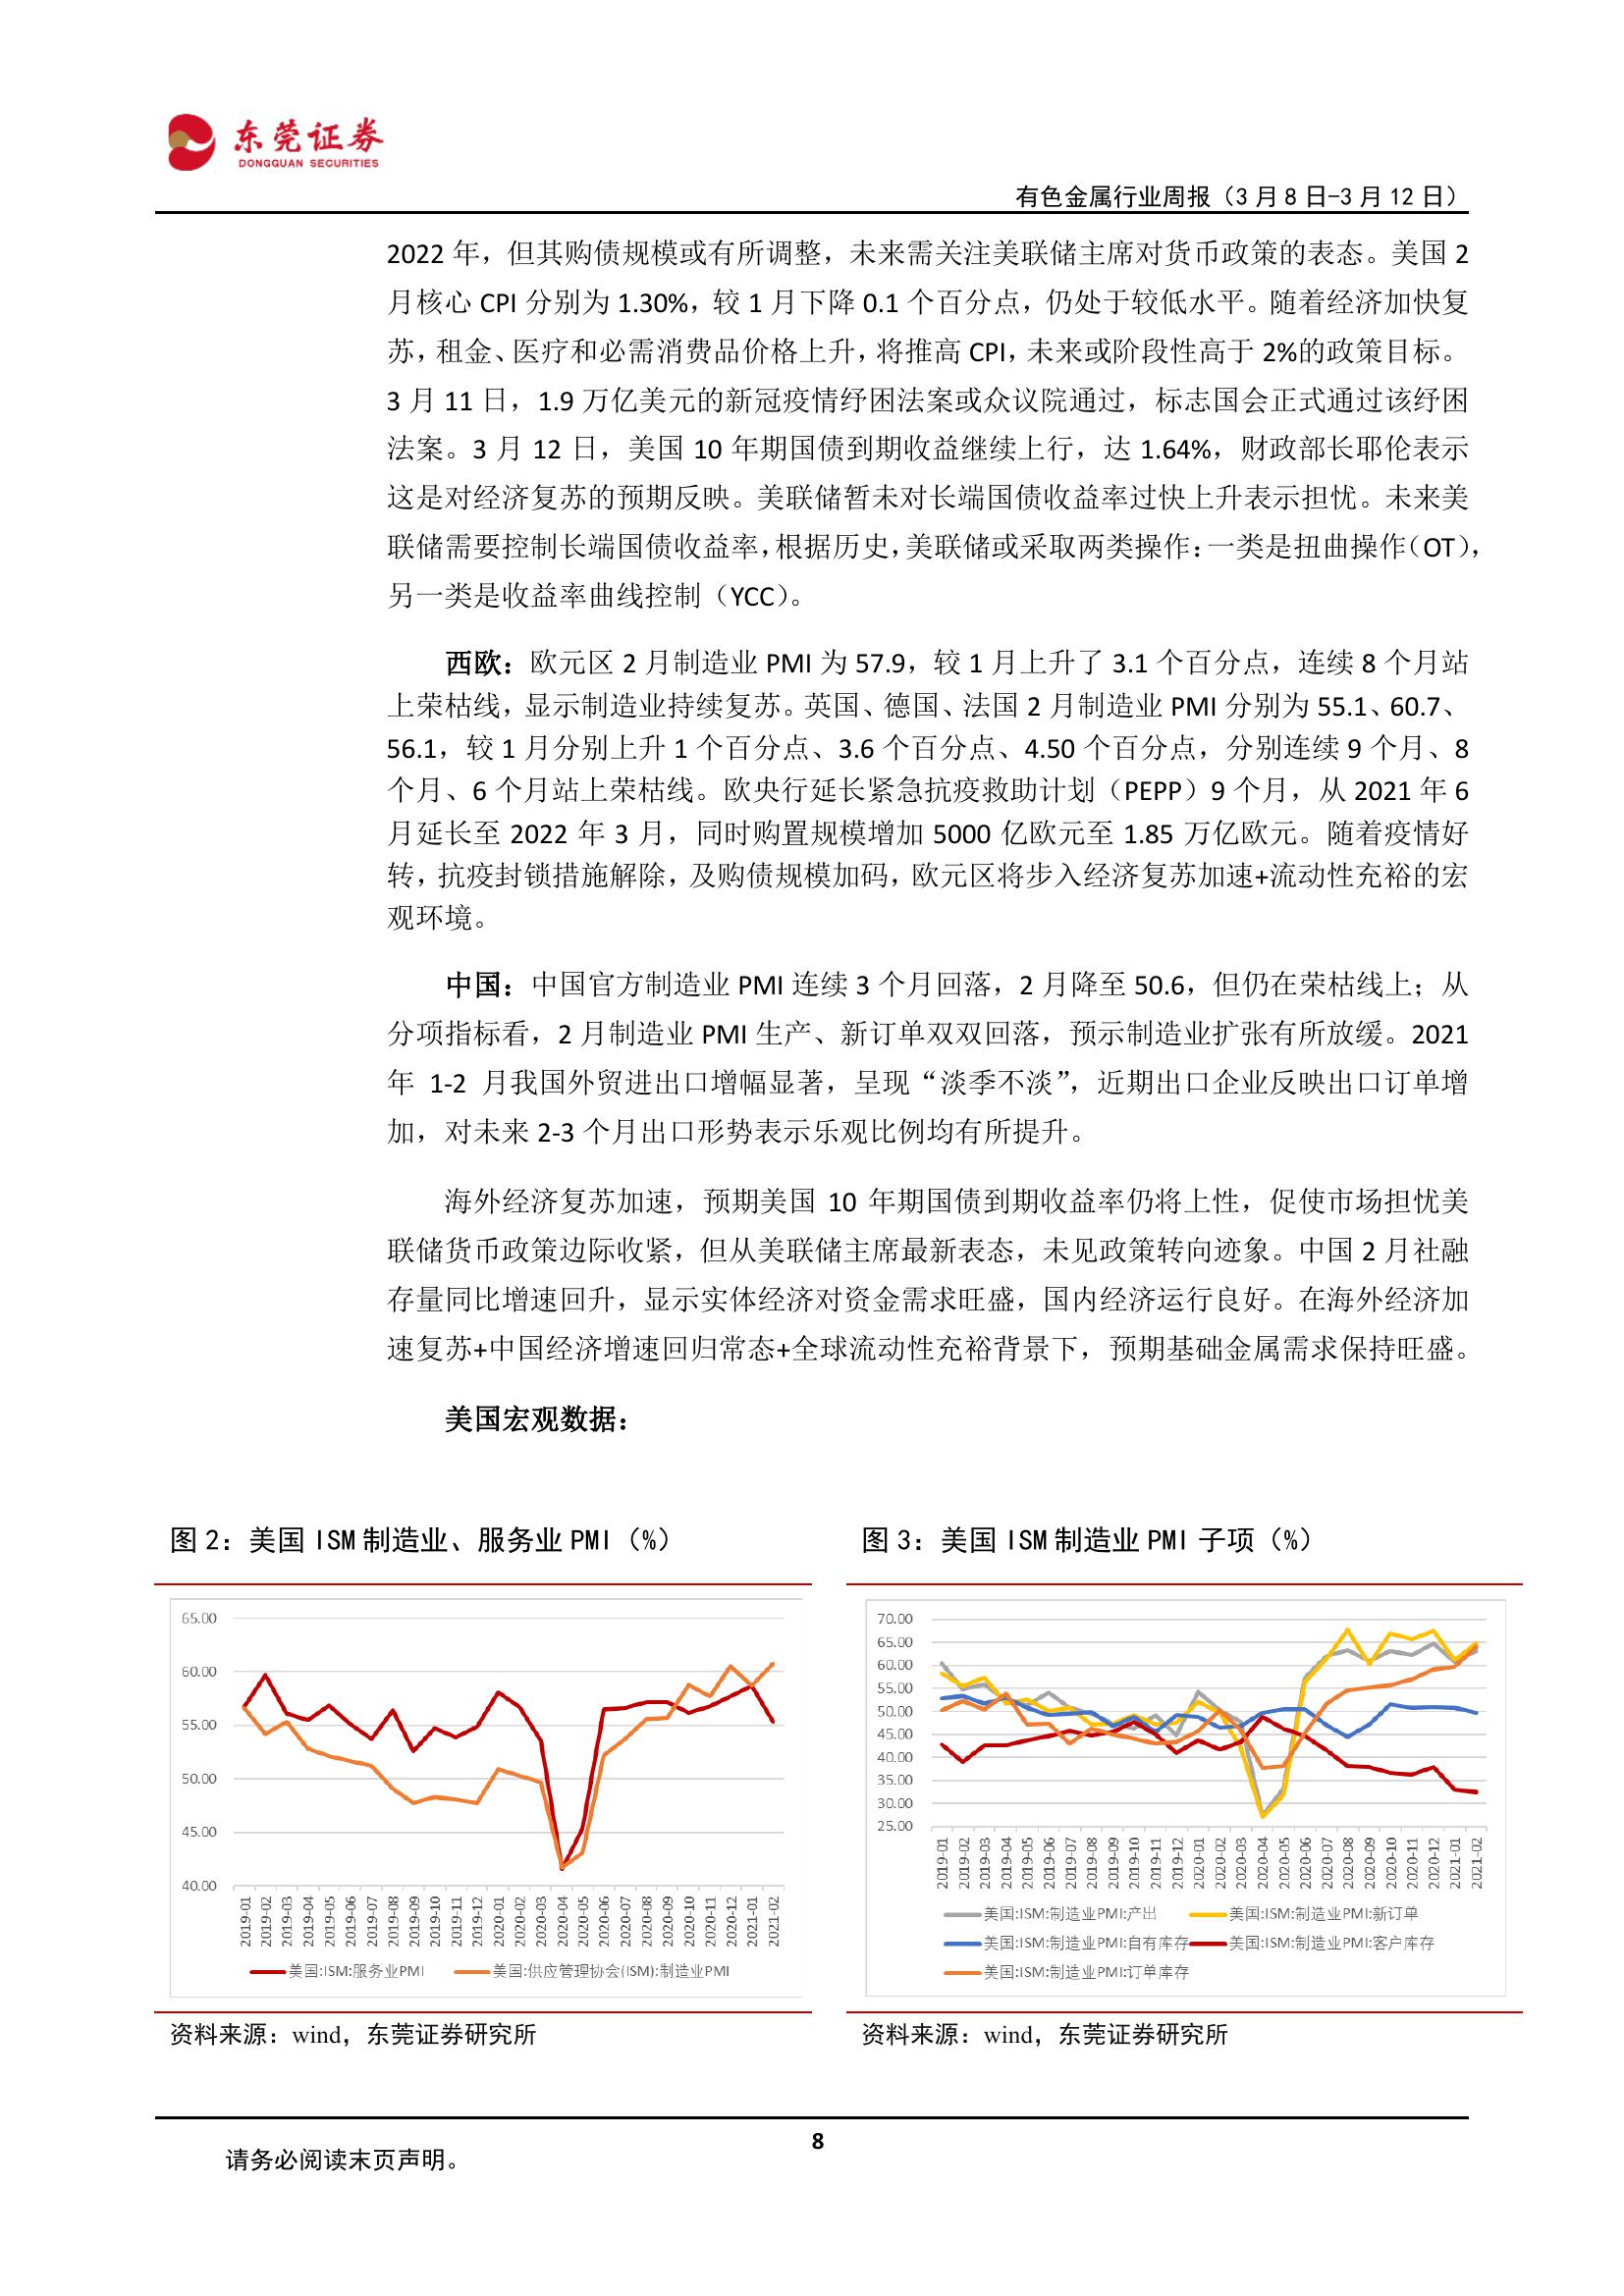 东莞证券
DONGGUAN SECURITIES
有色金属行业周报（3 月 8 日-3 月 12 日）
2022 年，但其购债规模或有所调整，未来需关注美联储主席对货币政策的表态。美国 2
月核心 CPI 分别为 1.30%，较 1 月下降 0.1 个百分点，仍处于较低水平。随着经济加快复
苏，租金、医疗和必需消费品价格上升，将推高 CPI，未来或阶段性高于 2%的政策目标。
3 月 11 日，1.9 万亿美元的新冠疫情纾困法案或众议院通过，标志国会正式通过该纾困
法案。3 月 12 日，美国 10 年期国债到期收益继续上行，达 1.64%，财政部长耶伦表示
这是对经济复苏的预期反映。美联储暂未对长端国债收益率过快上升表示担忧。未来美
联储需要控制长端国债收益率，根据历史，美联储或采取两类操作：一类是扭曲操作（OT），
另一类是收益率曲线控制（YCC）。
西欧：欧元区 2 月制造业 PMI 为 57.9，较 1 月上升了 3.1 个百分点，连续 8 个月站
上荣枯线，显示制造业持续复苏。英国、德国、法国 2 月制造业 PMI 分别为 55.1、60.7、
56.1，较 1 月分别上升 1 个百分点、3.6 个百分点、4.50 个百分点，分别连续 9 个月、8
个月、6 个月站上荣枯线。欧央行延长紧急抗疫救助计划（PEPP）9 个月，从 2021 年 6
月延长至 2022 年 3 月，同时购置规模增加 5000 亿欧元至 1.85 万亿欧元。随着疫情好
转，抗疫封锁措施解除，及购债规模加码，欧元区将步入经济复苏加速+流动性充裕的宏
观环境。
中国：中国官方制造业 PMI 连续 3 个月回落，2 月降至 50.6，但仍在荣枯线上；从
分项指标看，2 月制造业 PMI 生产、新订单双双回落，预示制造业扩张有所放缓。2021
年 1-2 月我国外贸进出口增幅显著，呈现“淡季不淡”，近期出口企业反映出口订单增
加，对未来 2-3 个月出口形势表示乐观比例均有所提升。
海外经济复苏加速，预期美国 10 年期国债到期收益率仍将上性，促使市场担忧美
联储货币政策边际收紧，但从美联储主席最新表态，未见政策转向迹象。中国 2 月社融
存量同比增速回升，显示实体经济对资金需求旺盛，国内经济运行良好。在海外经济加
速复苏+中国经济增速回归常态+全球流动性充裕背景下，预期基础金属需求保持旺盛。
美国宏观数据：
图 2：美国 ISM 制造业、服务业 PMI（%）
65.00
60.00
55.00
50.00
45.00
40.00
2019-01
2019-02
2019-03
2019-04
2019-05
2019-06
2019-07
2019-08
2019-09
2019-10
2019-11
2019-12
2020-01
2020-02
2020-03
2020-04
2020-05
2020-06
2020-07
2020-08
2020-09
2020-10
2020-11
2020-12
2021-01
2021-02
美国:ISM:服务业PMI 美国:供应管理协会(ISM):制造业PMI
资料来源：wind，东莞证券研究所
图 3：美国 ISM 制造业 PMI 子项（%）
70.00
65.00
60.00
55.00
50.00
45.00
40.00
35.00
30.00
25.00
2019-01
2019-02
2019-03
2019-04
2019-05
2019-06
2019-07
2019-08
2019-09
2019-10
2019-11
2019-12
2020-01
2020-02
2020-03
2020-04
2020-05
2020-06
2020-07
2020-08
2020-09
2020-10
2020-11
2020-12
2021-01
2021-02
美国:ISM:制造业PMI:产出 美国:ISM:制造业PMI:新订单
美国:ISM:制造业PMI:自有库存 美国:ISM:制造业PMI:客户库存
美国:ISM:制造业PMI:订单库存
资料来源：wind，东莞证券研究所
8
请务必阅读末页声明。